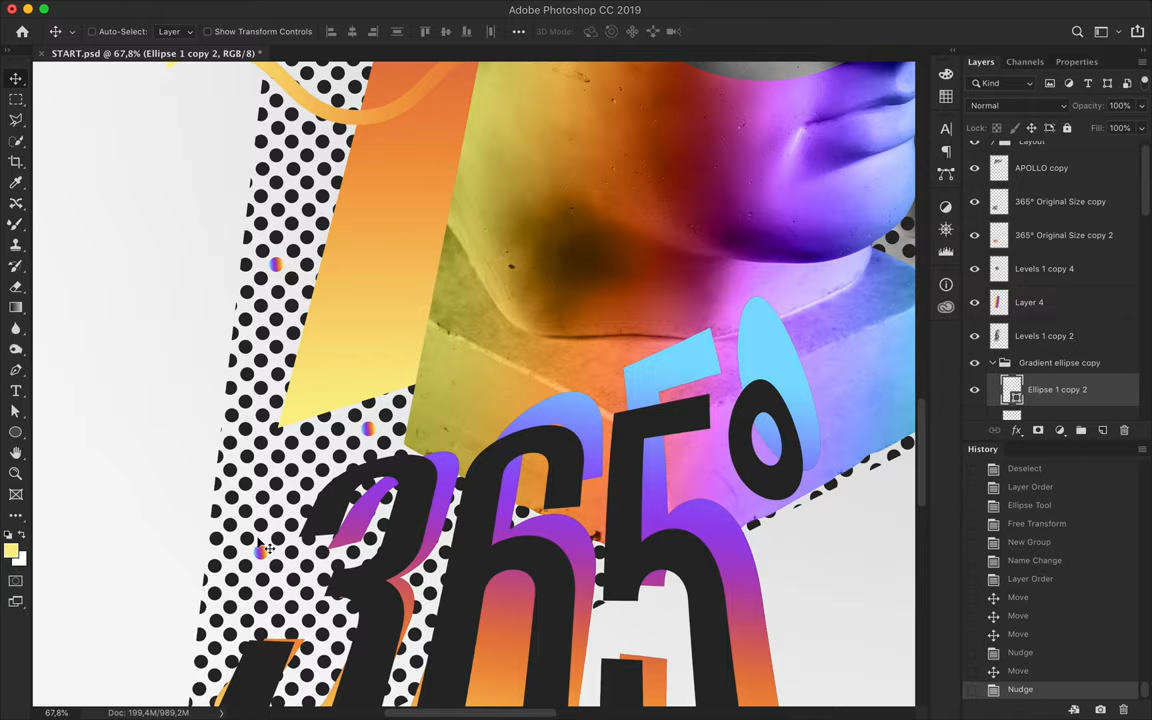 Adobe Photoshop CC 2019
Auto-Select:
Layer
Show Transform Controls
3D Mode:
START.psd @ 67,8% (Ellipse 1 copy 2, RGB/8) *
Layers
Channels
Properties
Kind
Normal
Opacity: 100%
Lock:
Fill: 100%
Layout
APOLLO copy
365° Original Size copy
365° Original Size copy 2
Levels 1 copy 4
Layer 4
Levels 1 copy 2
Gradient ellipse copy
Ellipse 1 copy 2
fx
History
Deselect
Layer Order
Ellipse Tool
Free Transform
New Group
Name Change
Layer Order
Move
Move
Move
Nudge
Move
Nudge
365°
67,8%
Doc: 199,4M/989,2M